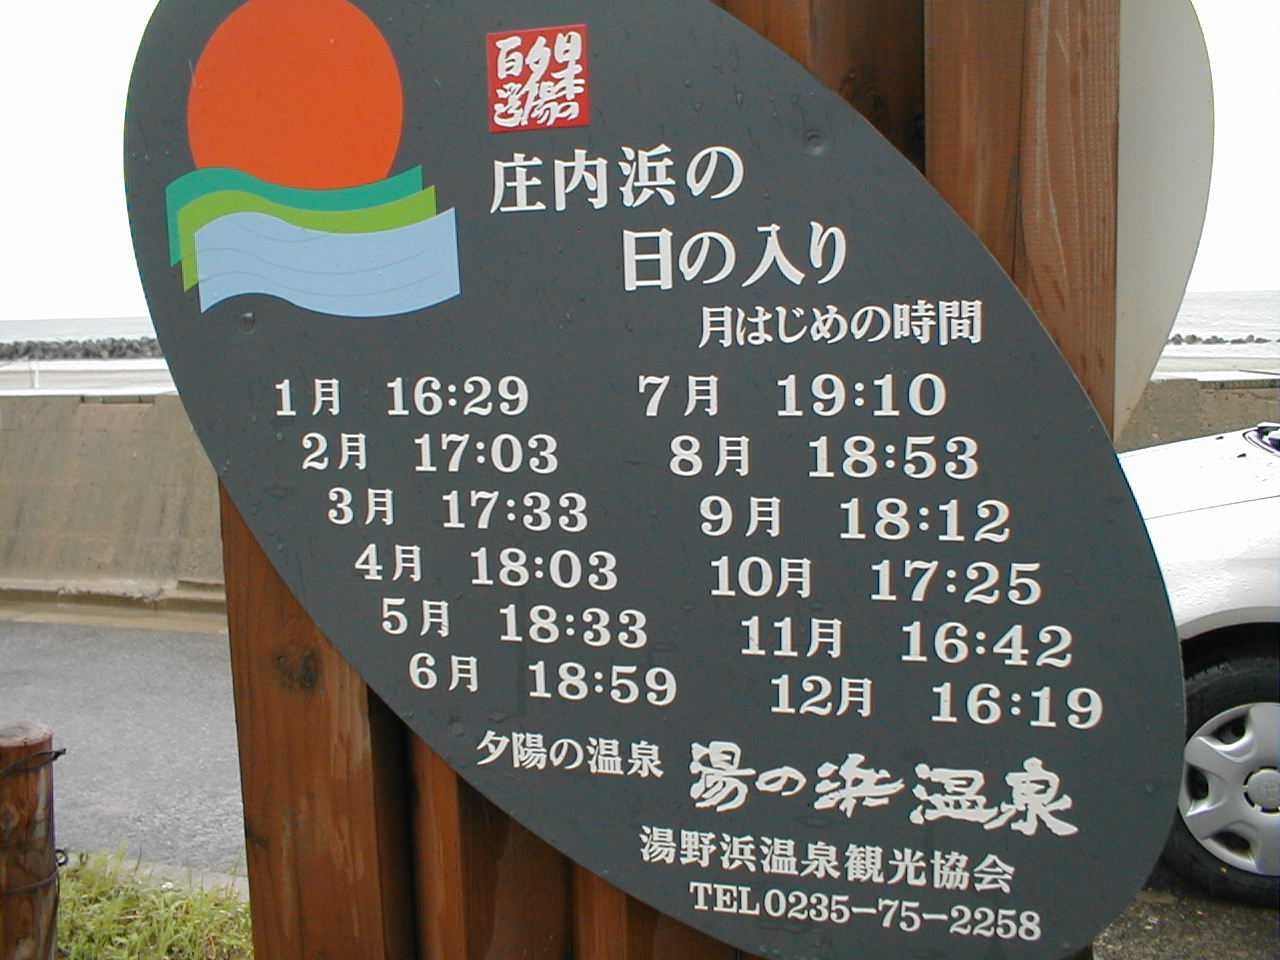 日本の
夕陽
百選
庄内浜の
日の入り
月はじめの時間
1月 16:29
2月 17:03
3月 17:33
4月 18:03
5月 18:33
6月 18:59
7月 19:10
8月 18:53
9月 18:12
10月 17:25
11月 16:42
12月 16:19
夕陽の温泉 湯の浜温泉
湯野浜温泉観光協会
TEL0235-75-2258